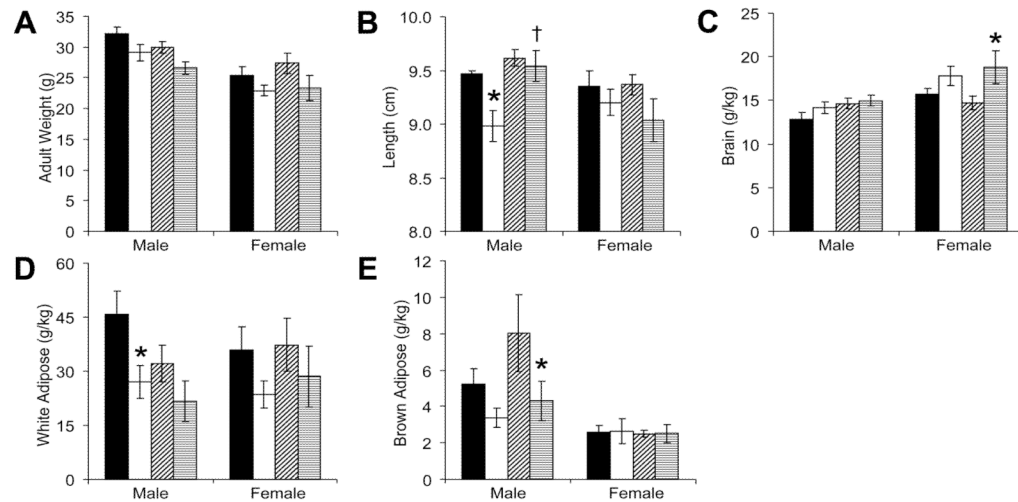 A
Adult Weight (g)
35
30
25
20
15
10
5
0
Male Female
B
Length (cm)
10.0
9.5
9.0
8.5
8.0
*
†
Male Female
C
Brain (g/kg)
25
20
15
10
5
0
*
Male Female
D
White Adipose (g/kg)
60
45
30
15
0
*
Male Female
E
Brown Adipose (g/kg)
12
10
8
6
4
2
0
*
Male Female